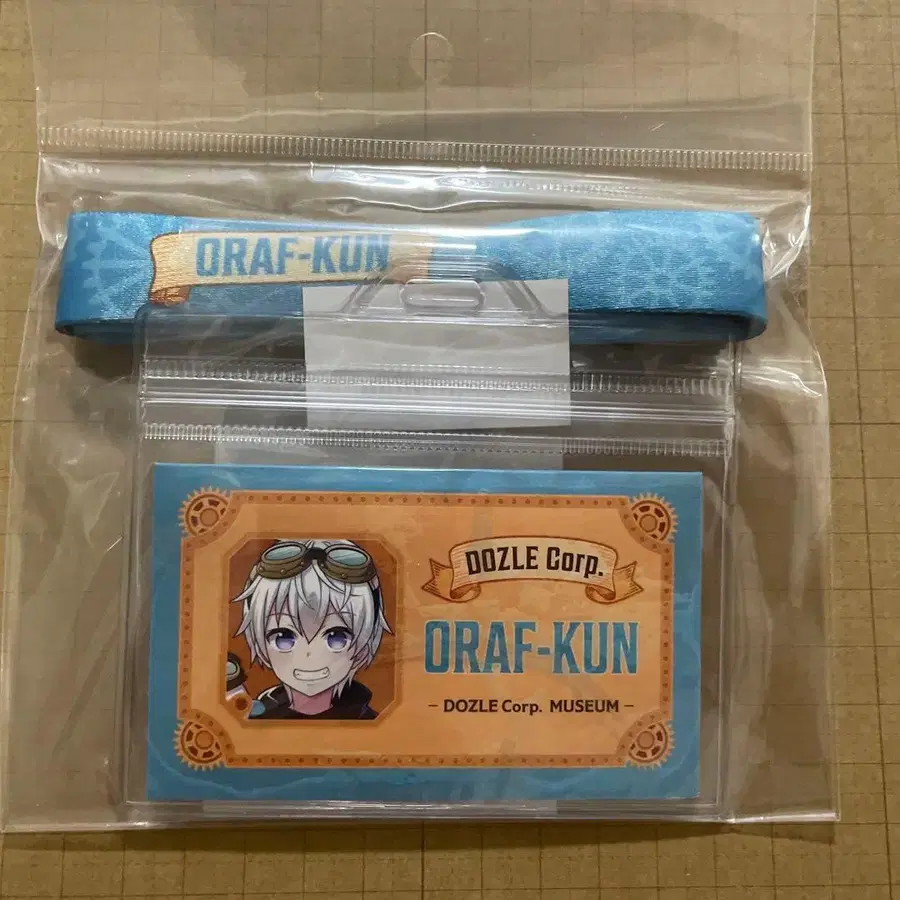 ORAF-KUN
DOZLE Corp.
ORAF-KUN
– DOZLE Corp. MUSEUM –